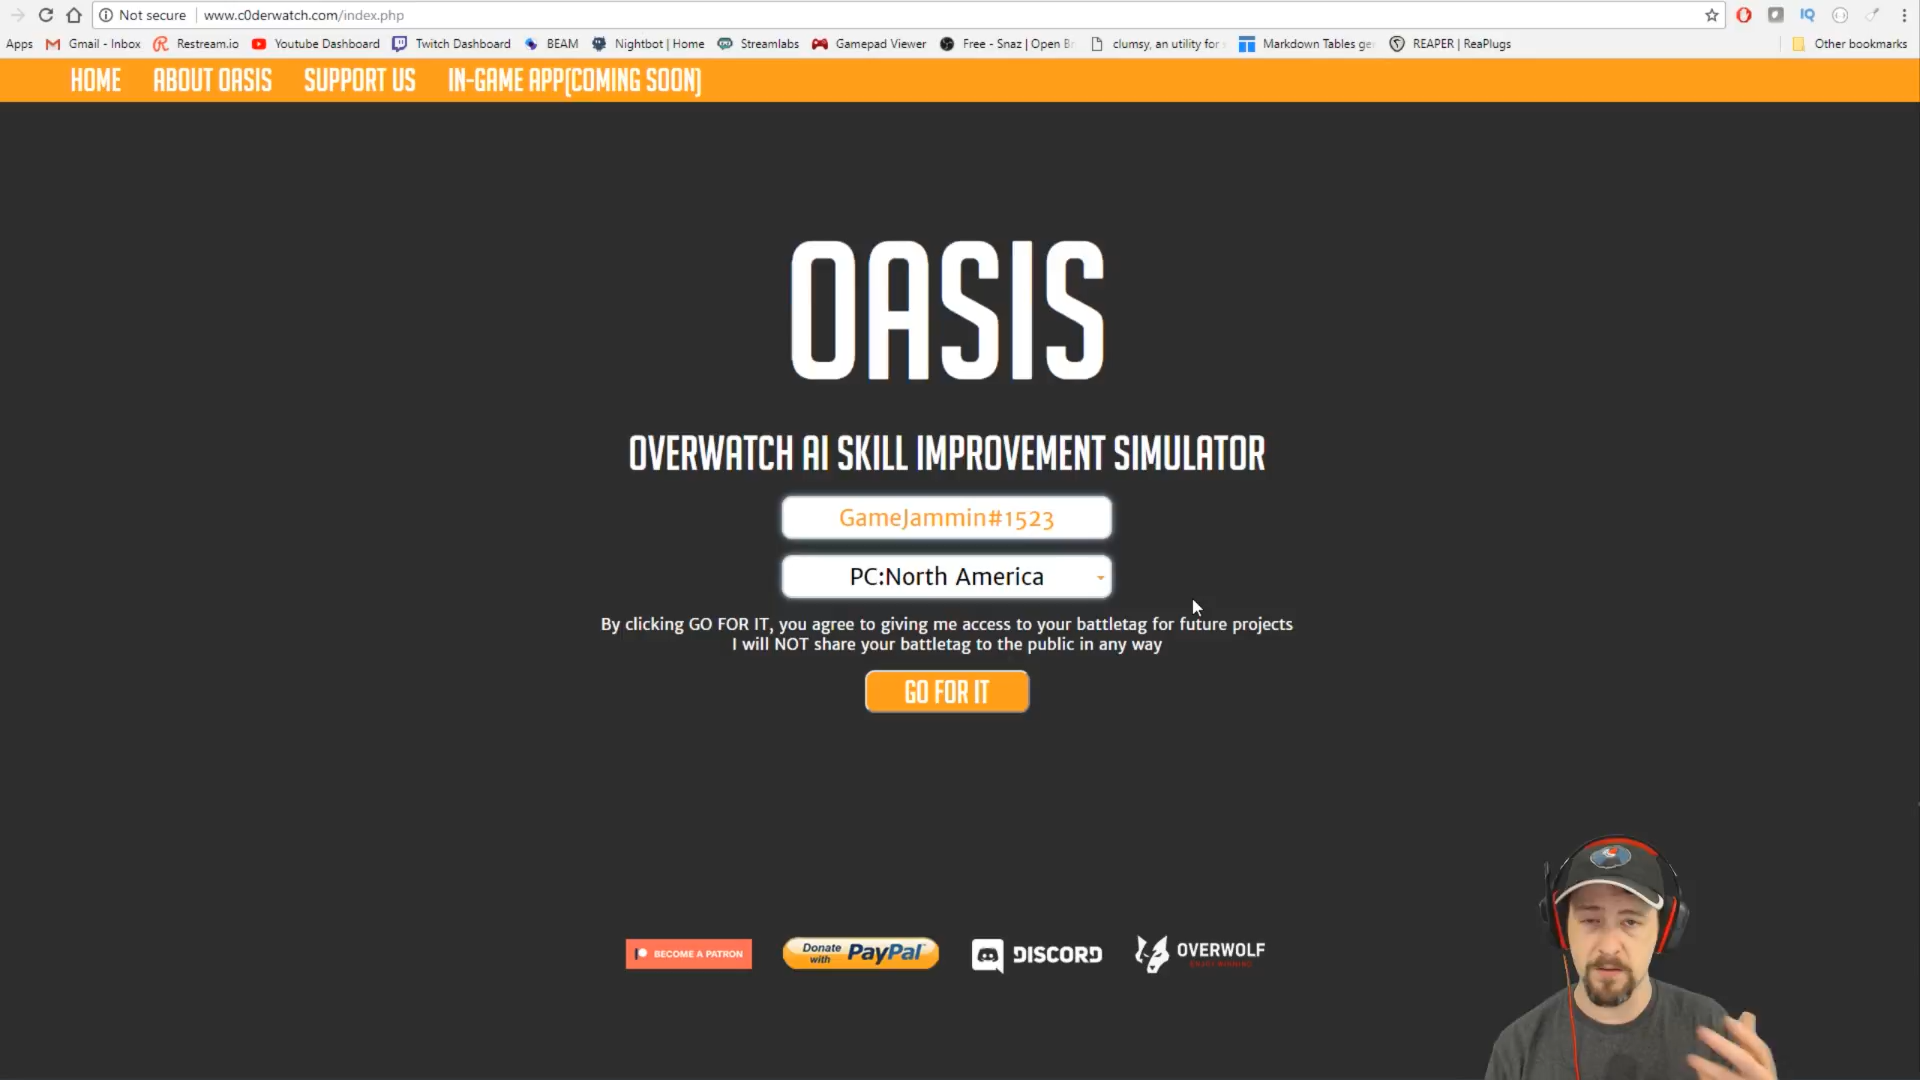 Not secure | www.c0derwatch.com/index.php
Apps Gmail - Inbox Restream.io Youtube Dashboard Twitch Dashboard BEAM Nightbot | Home Streamlabs Gamepad Viewer Free - Snaz | Open B clumsy, an utility for Markdown Tables ge REAPER | ReaPlugs Other bookmarks
HOME ABOUT OASIS SUPPORT US IN-GAME APP(COMING SOON)
OASIS
OVERWATCH AI SKILL IMPROVEMENT SIMULATOR
GameJammin#1523
PC:North America
By clicking GO FOR IT, you agree to giving me access to your battletag for future projects
I will NOT share your battletag to the public in any way
GO FOR IT
BECOME A PATRON Donate with PayPal DISCORD OVERWOLF
ENJOY WINNING